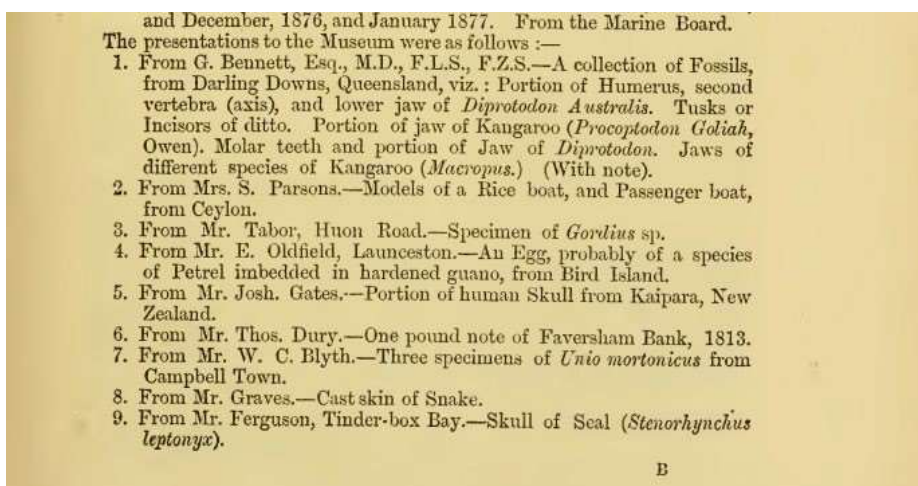 and December, 1876, and January 1877. From the Marine Board.
The presentations to the Museum were as follows :—
1. From G. Bennett, Esq., M.D., F.L.S., F.Z.S.—A collection of Fossils,
from Darling Downs, Queensland, viz. : Portion of Humerus, second
vertebra (axis), and lower jaw of Diprotodon Australis. Tusks or
Incisors of ditto. Portion of jaw of Kangaroo (Procoptodon Goliah,
Owen). Molar teeth and portion of Jaw of Diprotodon. Jaws of
different species of Kangaroo (Macropus.) (With note).
2. From Mrs. S. Parsons.—Models of a Rice boat, and Passenger boat,
from Ceylon.
3. From Mr. Tabor, Huon Road.—Specimen of Gordius sp.
4. From Mr. E. Oldfield, Launceston.—An Egg, probably of a species
of Petrel imbedded in hardened guano, from Bird Island.
5. From Mr. Josh. Gates.—Portion of human Skull from Kaipara, New
Zealand.
6. From Mr. Thos. Dury.—One pound note of Faversham Bank, 1813.
7. From Mr. W. C. Blyth.—Three specimens of Unio mortonicus from
Campbell Town.
8. From Mr. Graves.—Cast skin of Snake.
9. From Mr. Ferguson, Tinder-box Bay.—Skull of Seal (Stenorhynchus
leptonyx).
B